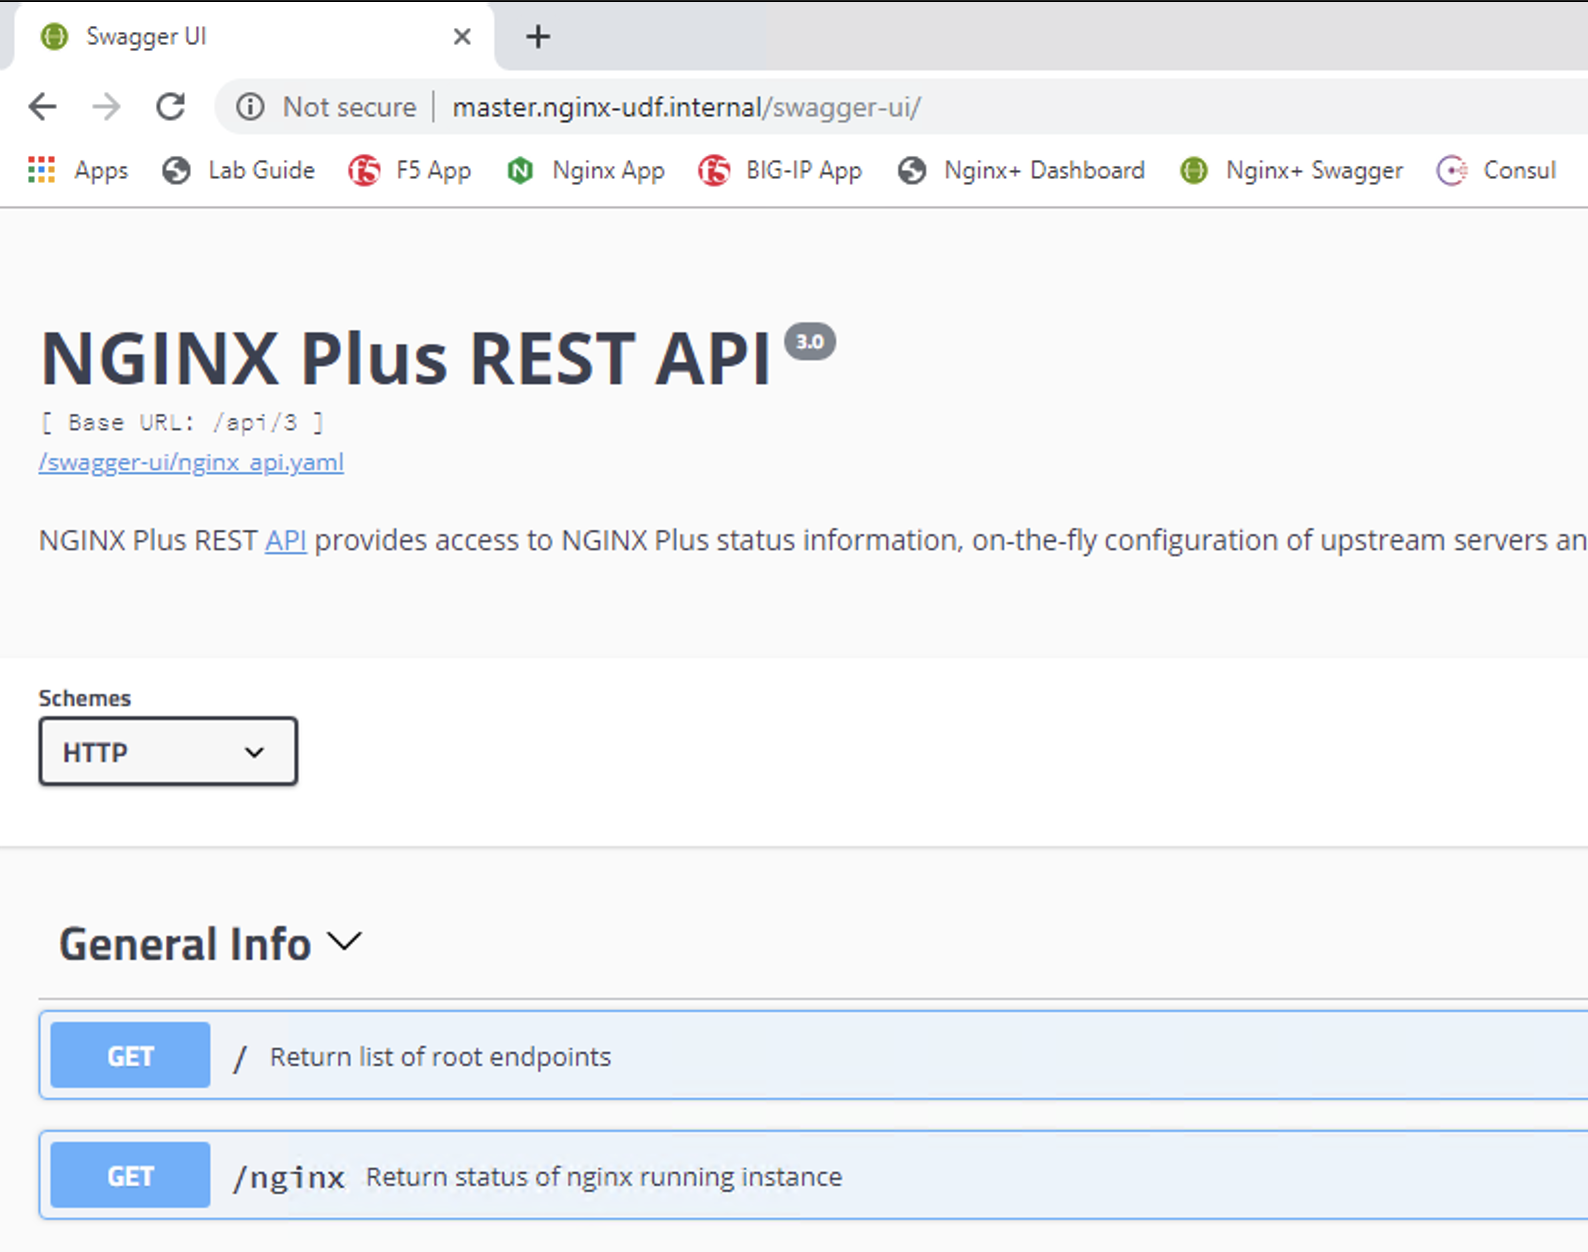 Swagger UI
Not secure | master.nginx-udf.internal/swagger-ui/
Apps Lab Guide F5 App Nginx App BIG-IP App Nginx+ Dashboard Nginx+ Swagger Consul
NGINX Plus REST API 3.0
[ Base URL: /api/3 ]
/swagger-ui/nginx_api.yaml
NGINX Plus REST API provides access to NGINX Plus status information, on-the-fly configuration of upstream servers an
Schemes
HTTP
General Info
GET / Return list of root endpoints
GET /nginx Return status of nginx running instance